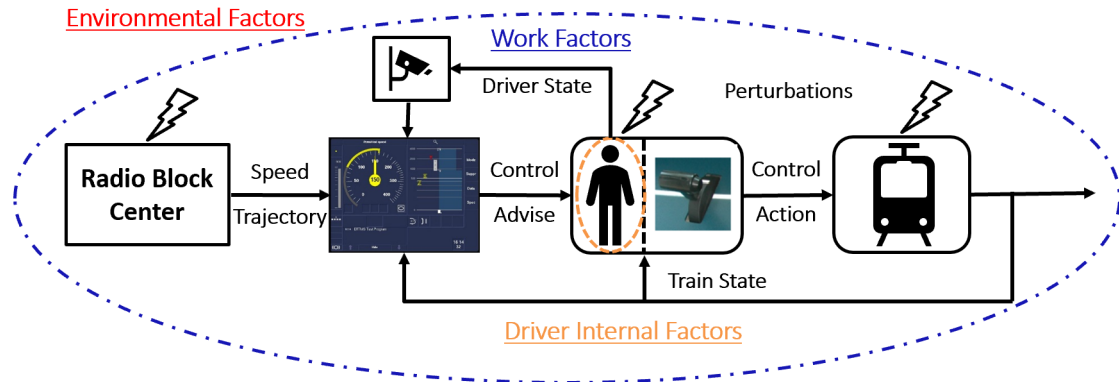 Environmental Factors
Work Factors
Driver State
Perturbations
Radio Block
Center
Speed
Trajectory
150
Control
Advise
Control
Action
Train State
Driver Internal Factors